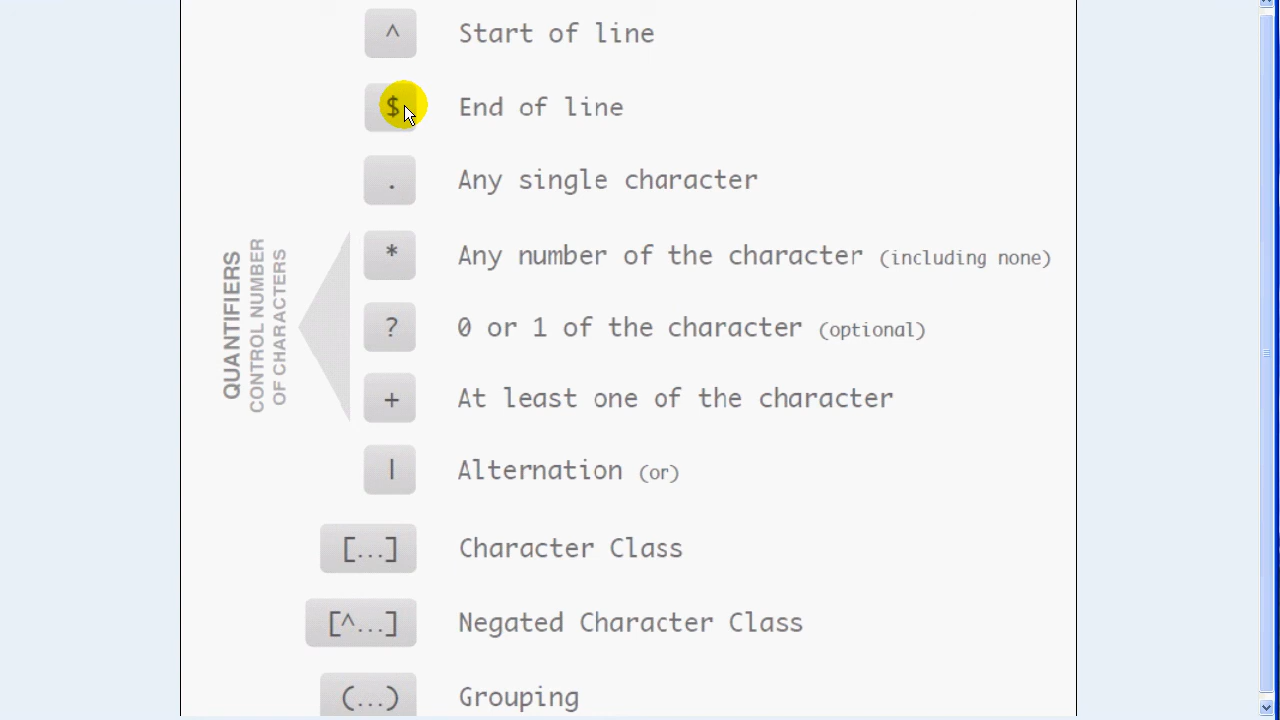 ^ Start of line
$ End of line
. Any single character
QUANTIFIERS
CONTROL NUMBER
OF CHARACTERS
* Any number of the character (including none)
? 0 or 1 of the character (optional)
+ At least one of the character
| Alternation (or)
[...] Character Class
[^...] Negated Character Class
(...) Grouping